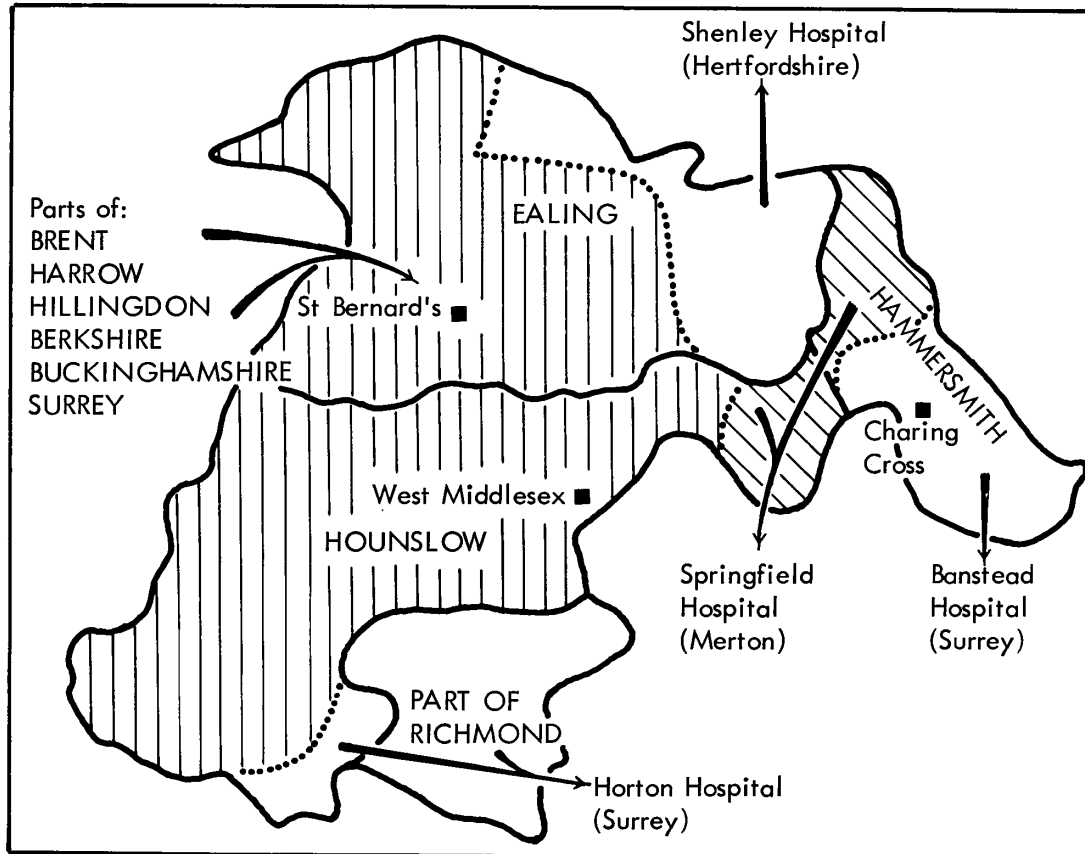 Shenley Hospital
(Hertfordshire)
Parts of:
BRENT
HARROW
HILLINGDON
BERKSHIRE
BUCKINGHAMSHIRE
SURREY
EALING
St Bernard's
HAMMERSMITH
Charing
Cross
West Middlesex
HOUNSLOW
Springfield
Hospital
(Merton)
Banstead
Hospital
(Surrey)
PART OF
RICHMOND
Horton Hospital
(Surrey)